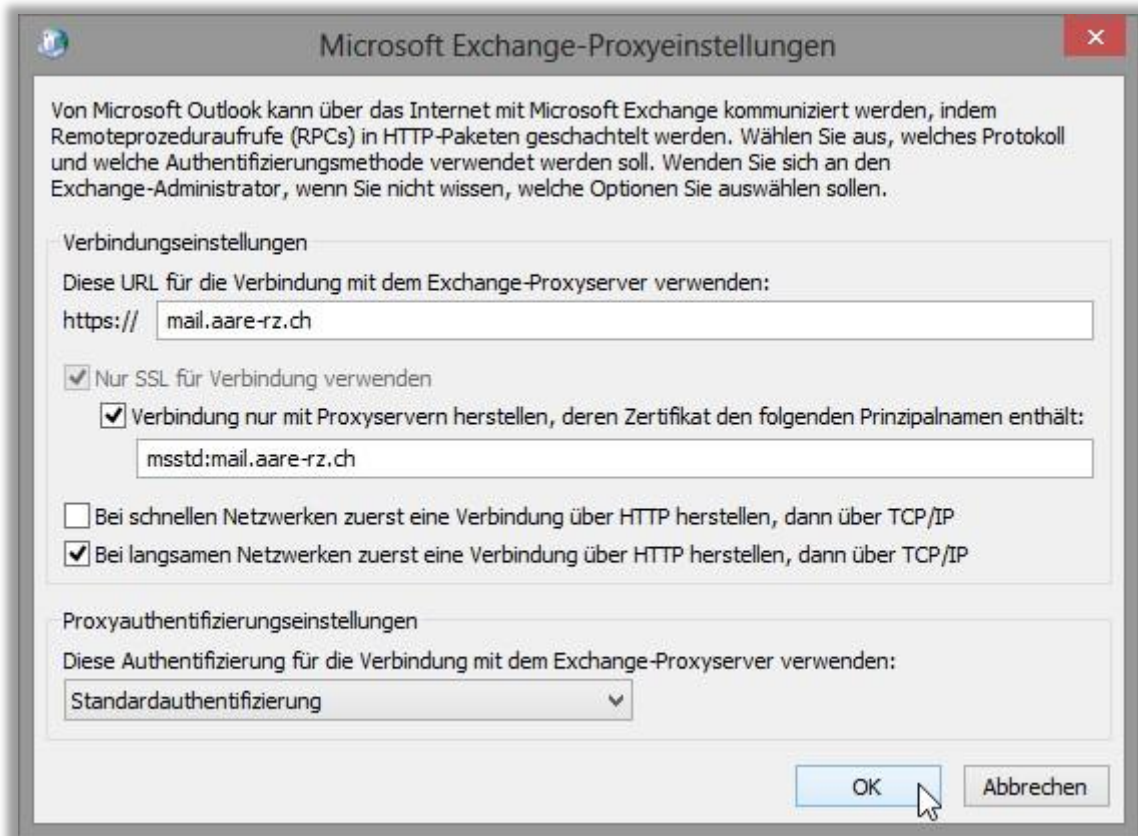 Microsoft Exchange-Proxyeinstellungen
Von Microsoft Outlook kann über das Internet mit Microsoft Exchange kommuniziert werden, indem
Remoteprozeduraufrufe (RPCs) in HTTP-Paketen geschachtelt werden. Wählen Sie aus, welches Protokoll
und welche Authentifizierungsmethode verwendet werden soll. Wenden Sie sich an den
Exchange-Administrator, wenn Sie nicht wissen, welche Optionen Sie auswählen sollen.
Verbindungseinstellungen
Diese URL für die Verbindung mit dem Exchange-Proxyserver verwenden:
https:// mail.aare-rz.ch
Nur SSL für Verbindung verwenden
Verbindung nur mit Proxyservern herstellen, deren Zertifikat den folgenden Prinzipalnamen enthält:
msstd:mail.aare-rz.ch
Bei schnellen Netzwerken zuerst eine Verbindung über HTTP herstellen, dann über TCP/IP
Bei langsamen Netzwerken zuerst eine Verbindung über HTTP herstellen, dann über TCP/IP
Proxyauthentifizierungseinstellungen
Diese Authentifizierung für die Verbindung mit dem Exchange-Proxyserver verwenden:
Standardauthentifizierung
OK Abbrechen